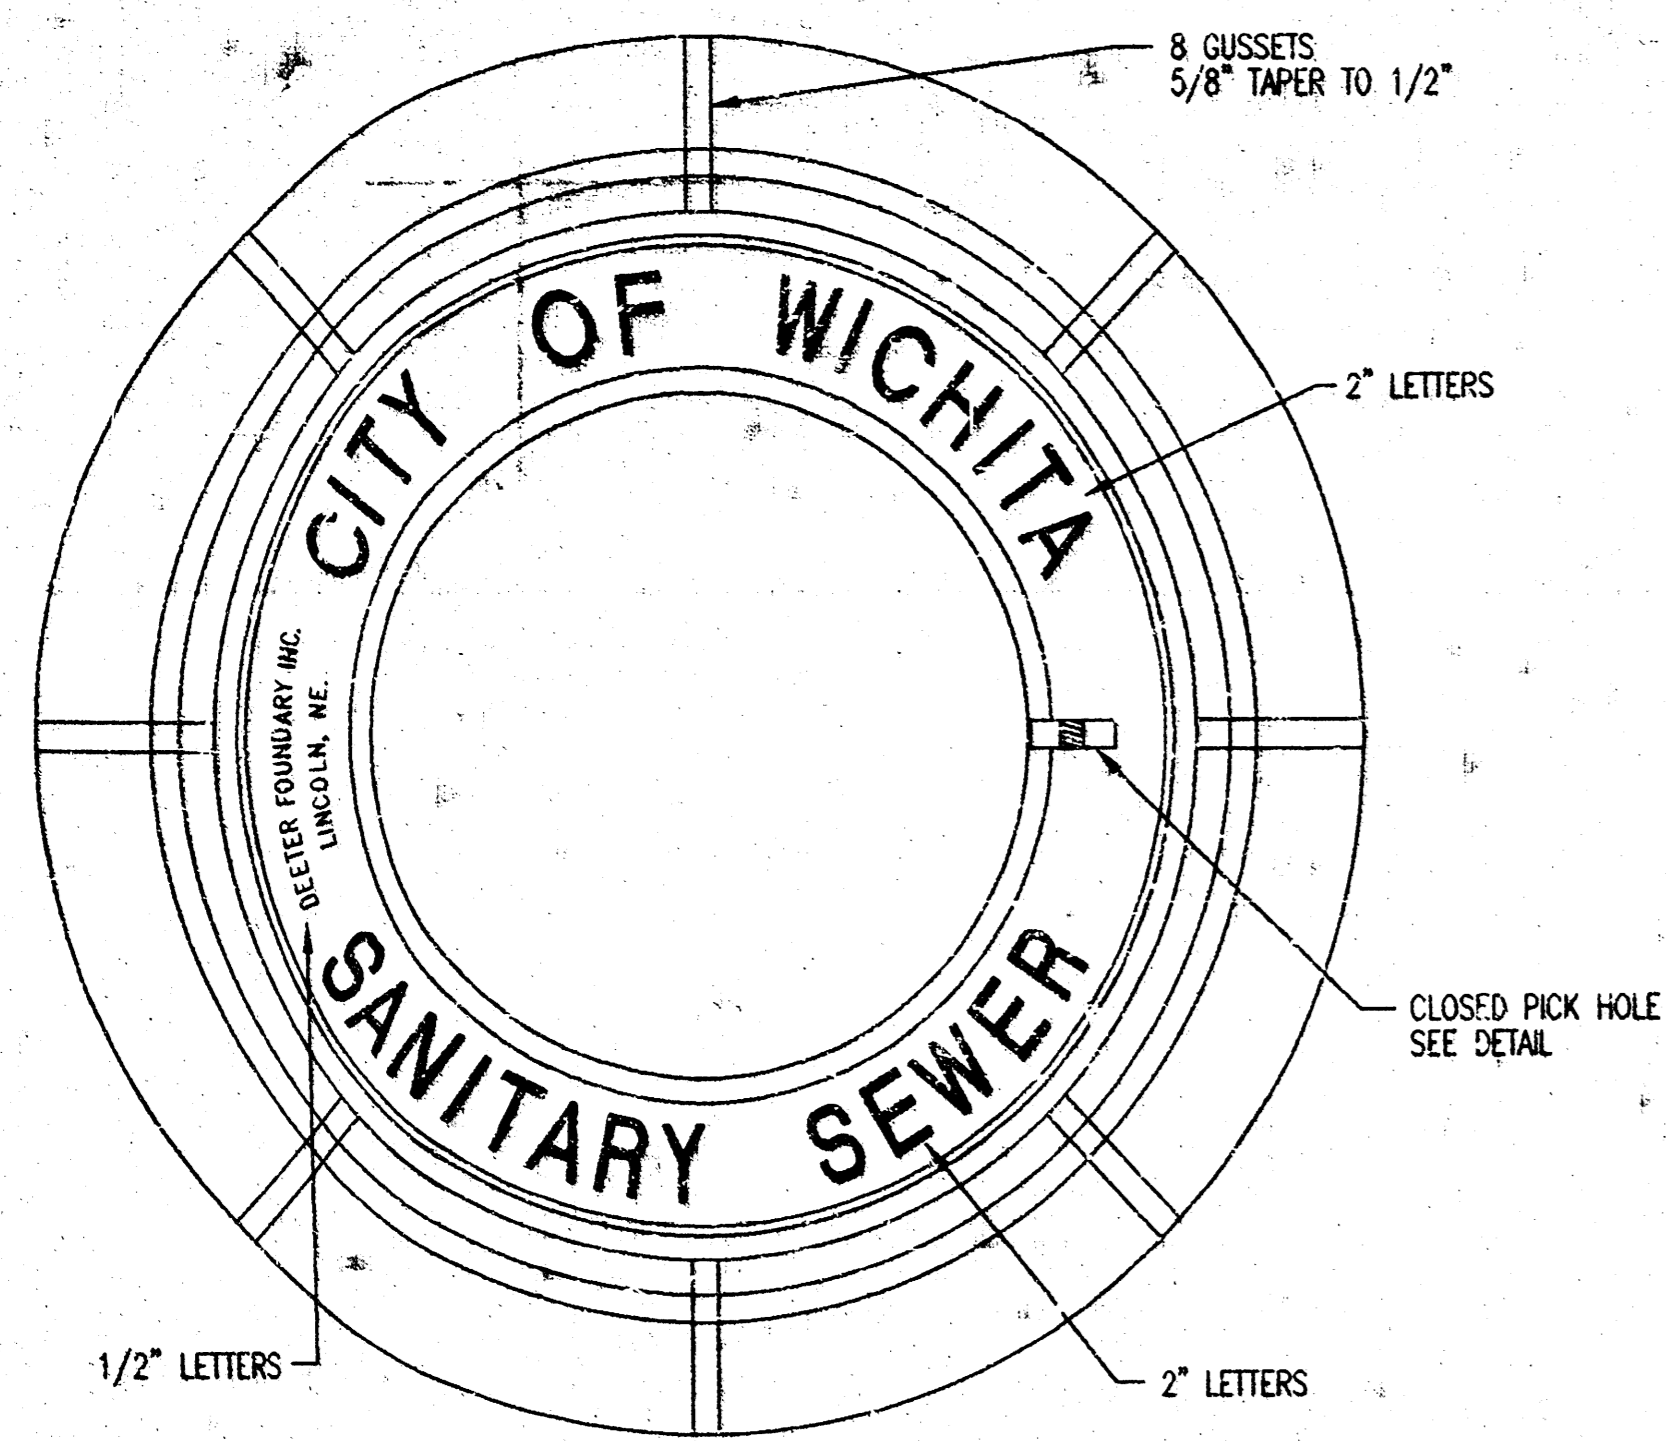 8 GUSSETS
5/8" TAPER TO 1/2"
CITY OF WICHITA
2" LETTERS
DEETER FOUNDARY INC.
LINCOLN, NE.
CLOSED PICK HOLE
SEE DETAIL
SANITARY SEWER
1/2" LETTERS
2" LETTERS